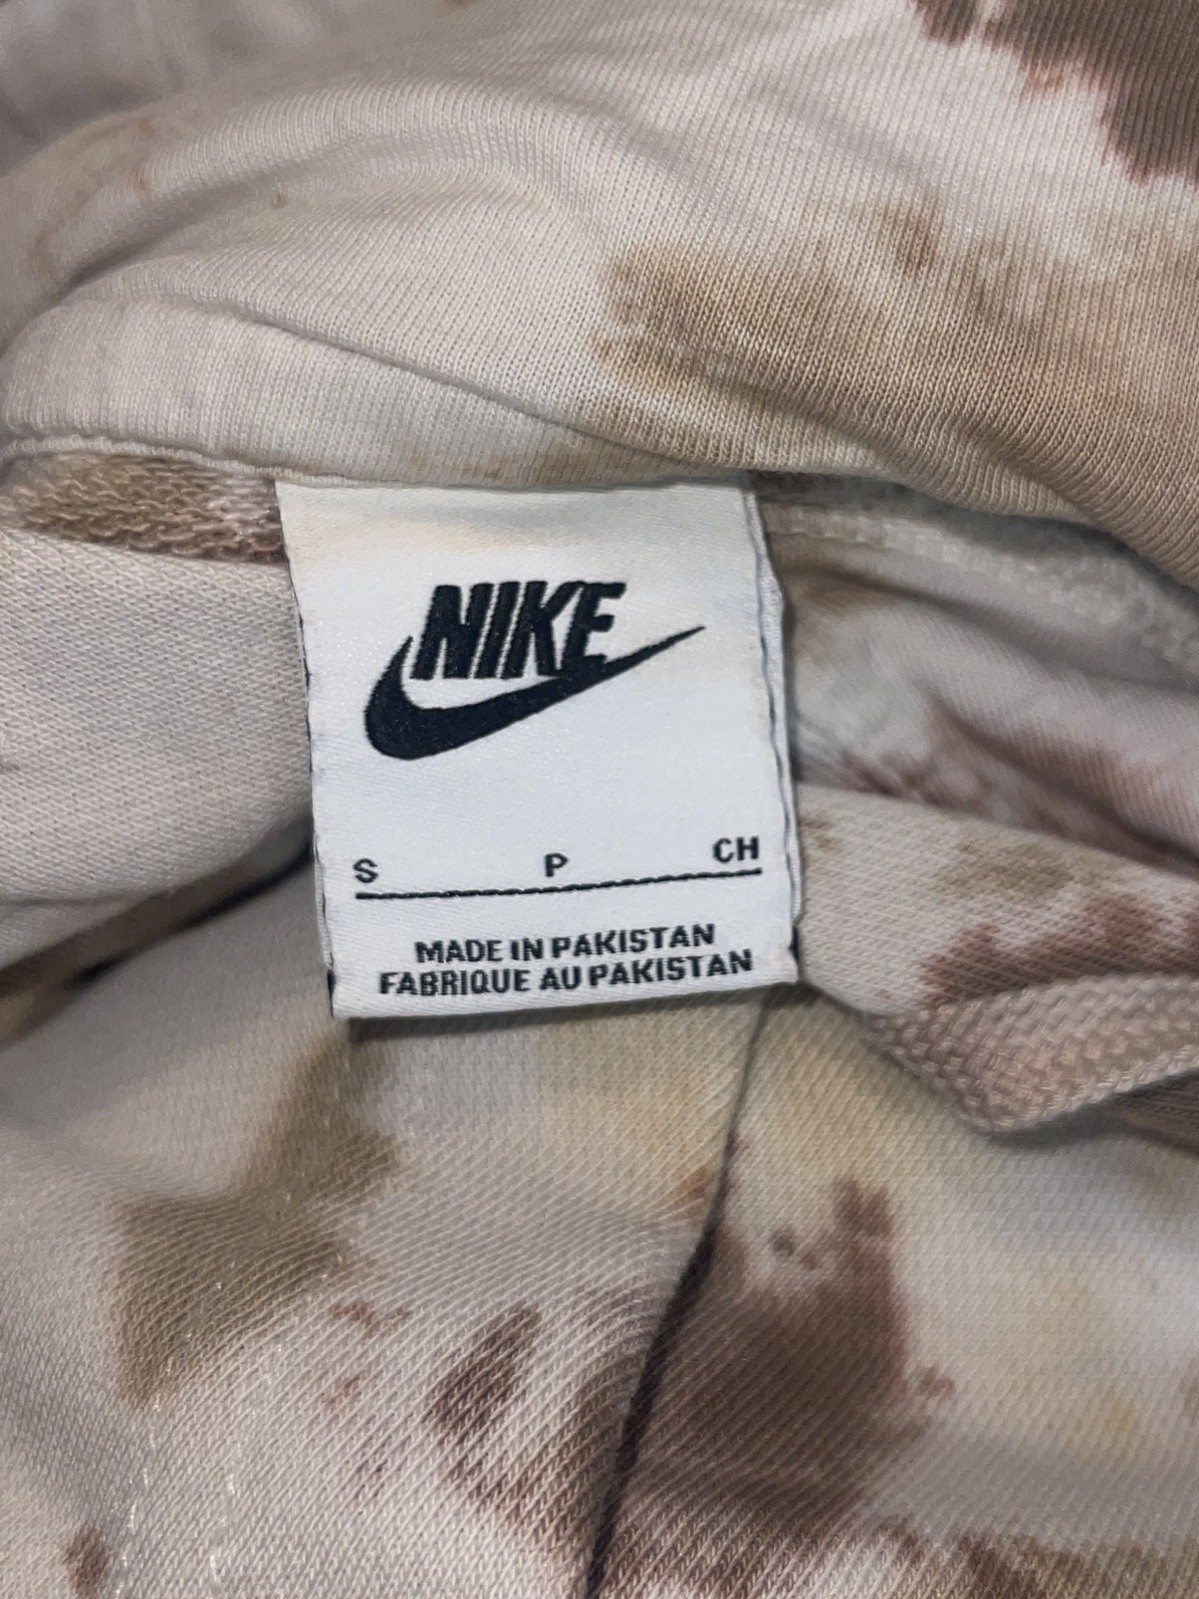 NIKE
S P CH
MADE IN PAKISTAN
FABRIQUE AU PAKISTAN